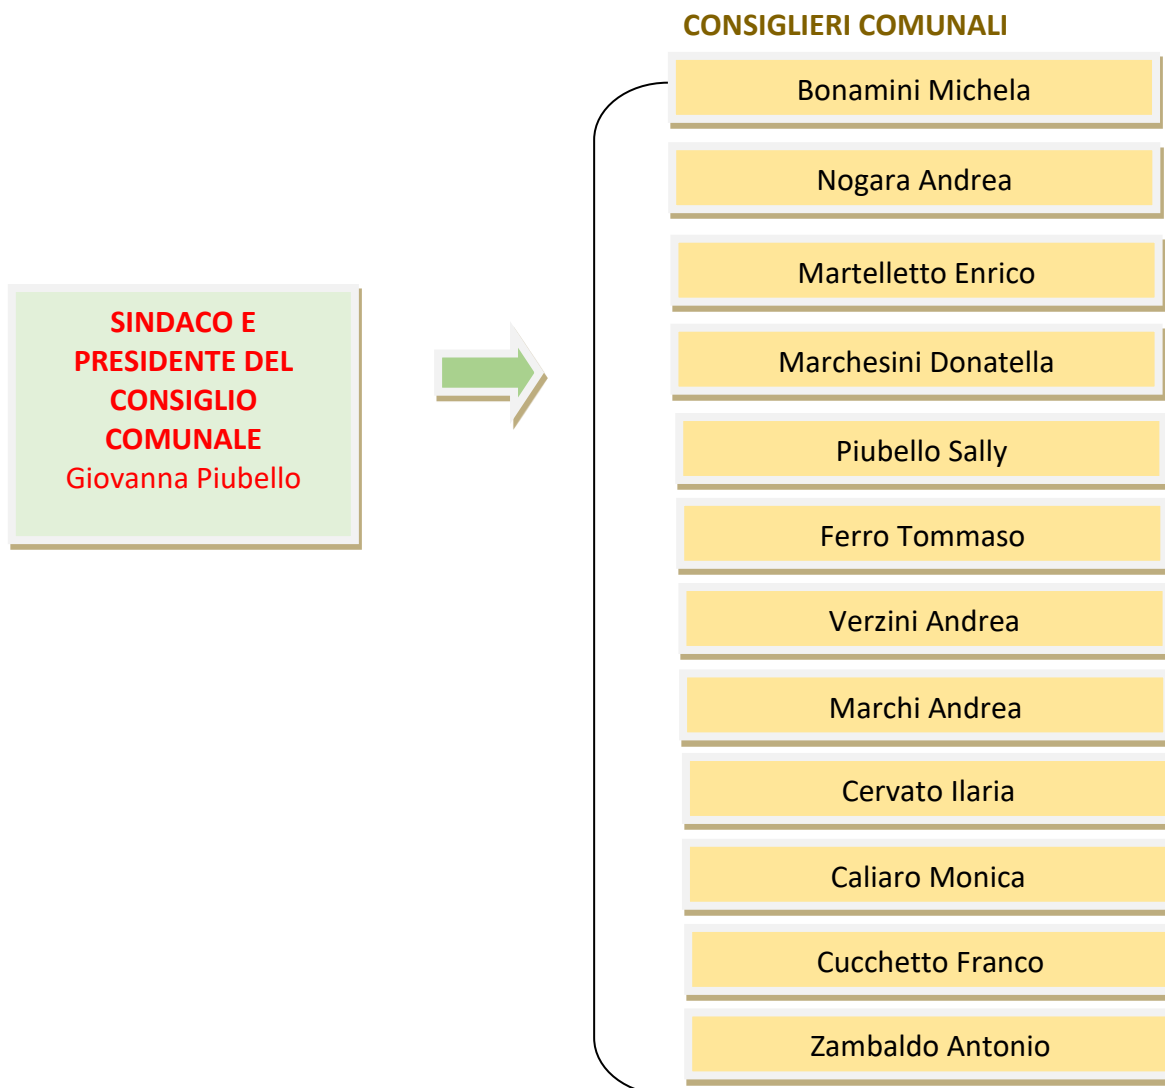 CONSIGLIERI COMUNALI
Bonamini Michela
Nogara Andrea
Martelletto Enrico
SINDACO E
PRESIDENTE DEL
CONSIGLIO
COMUNALE
Giovanna Piubello
Marchesini Donatella
Piubello Sally
Ferro Tommaso
Verzini Andrea
Marchi Andrea
Cervato Ilaria
Caliaro Monica
Cucchetto Franco
Zambaldo Antonio